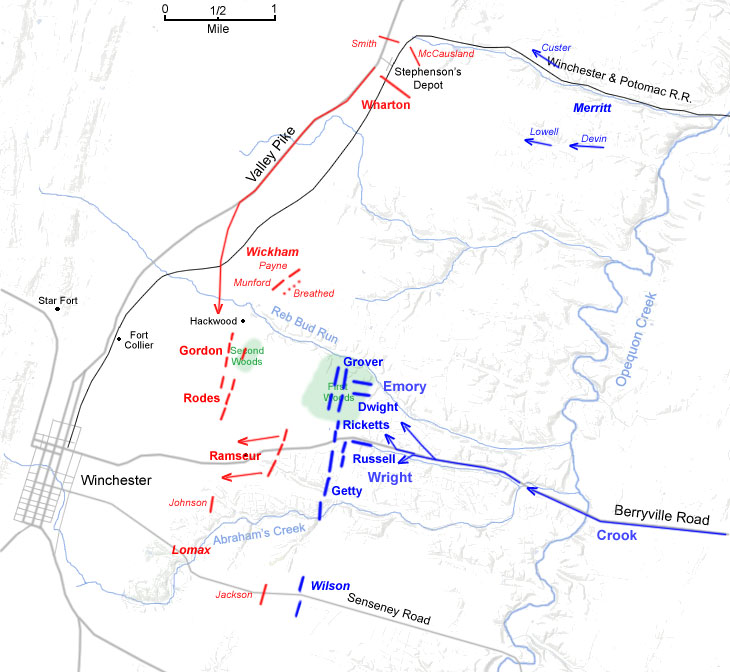 0 1/2 1
Mile
Smith
McCausland
Custer
Stephenson's
Depot
Winchester & Potomac R.R.
Wharton
Merritt
Valley Pike
Lowell
Devin
Wickham
Payne
Munford
Breathed
Star Fort
Hackwood
Reb Bud Run
Opequon Creek
Fort
Collier
Gordon
Second
Woods
Grover
First
Woods
Emory
Rodes
Dwight
Ricketts
Ramseur
Russell
Wright
Winchester
Getty
Johnson
Berryville Road
Crook
Abraham's Creek
Lomax
Jackson
Wilson
Senseney Road